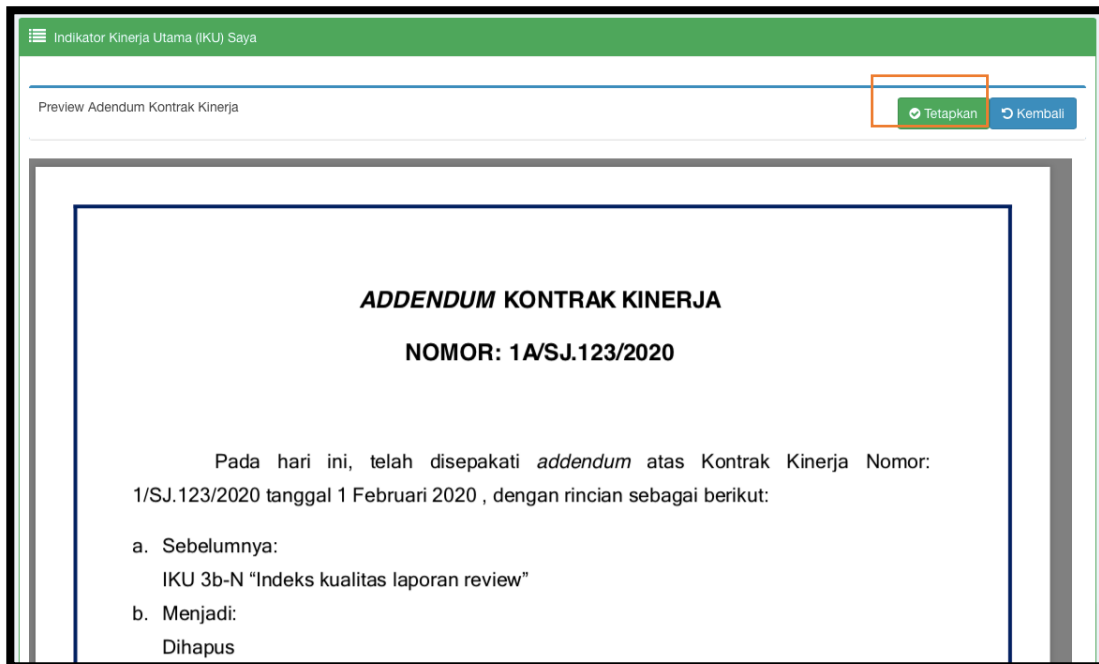 Indikator Kinerja Utama (IKU) Saya
Preview Adendum Kontrak Kinerja
Tetapkan
Kembali
ADDENDUM KONTRAK KINERJA
NOMOR: 1A/SJ.123/2020
Pada hari ini, telah disepakati addendum atas Kontrak Kinerja Nomor:
1/SJ.123/2020 tanggal 1 Februari 2020 , dengan rincian sebagai berikut:
a. Sebelumnya:
IKU 3b-N “Indeks kualitas laporan review”
b. Menjadi:
Dihapus